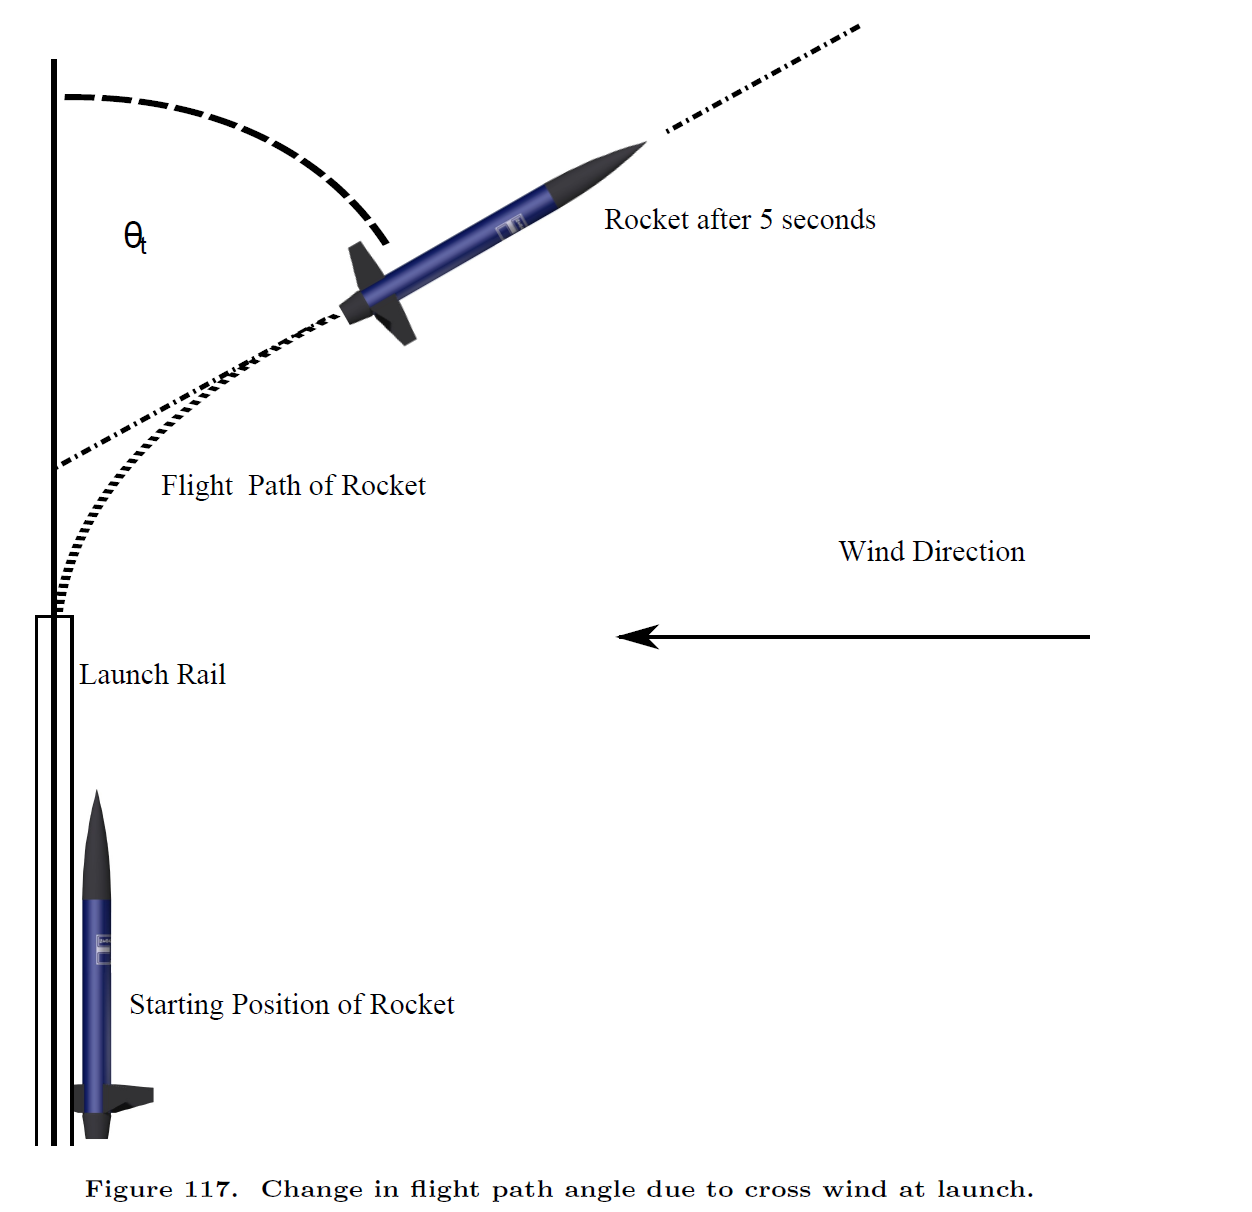 θt
Rocket after 5 seconds
Flight Path of Rocket
Wind Direction
Launch Rail
Starting Position of Rocket
Figure 117. Change in flight path angle due to cross wind at launch.